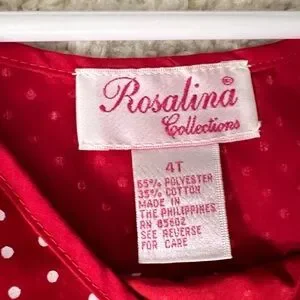 Rosalina®
Collections
4T
65% POLYESTER
35% COTTON
MADE IN
THE PHILIPPINES
RN 85602
SEE REVERSE
FOR CARE